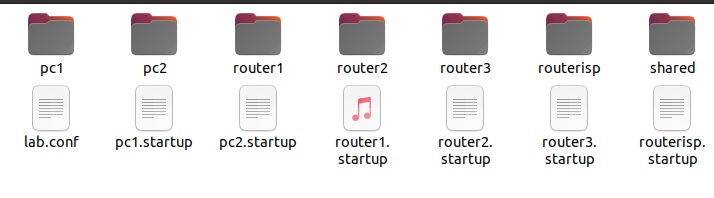 pc1 pc2 router1 router2 router3 routerisp shared
lab.conf pc1.startup pc2.startup router1. router2. router3. routerisp.
startup startup startup startup